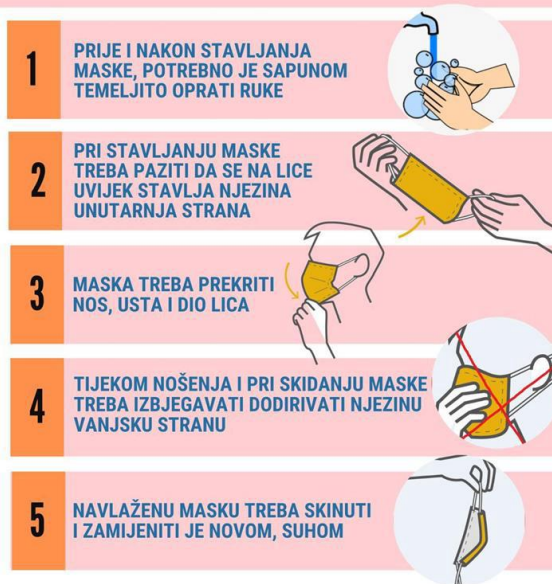 1
PRIJE I NAKON STAVLJANJA
MASKE, POTREBNO JE SAPUNOM
TEMELJITO OPRATI RUKE
2
PRI STAVLJANJU MASKE
TREBA PAZITI DA SE NA LICE
UVIJEK STAVLJA NJEZINA
UNUTARNJA STRANA
3
MASKA TREBA PREKRITI
NOS, USTA I DIO LICA
4
TIJEKOM NOŠENJA I PRI SKIDANJU MASKE
TREBA IZBJEGAVATI DODIRIVATI NJEZINU
VANJSKU STRANU
5
NAVLAŽENU MASKU TREBA SKINUTI
I ZAMIJENITI JE NOVOM, SUHOM